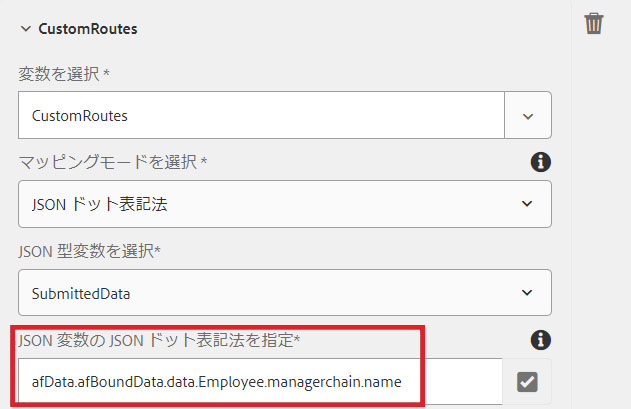 CustomRoutes
変数を選択 *
CustomRoutes
マッピングモードを選択 *
JSON ドット表記法
JSON 型変数を選択*
SubmittedData
JSON 変数の JSON ドット表記法を指定*
afData.afBoundData.data.Employee.managerchain.name